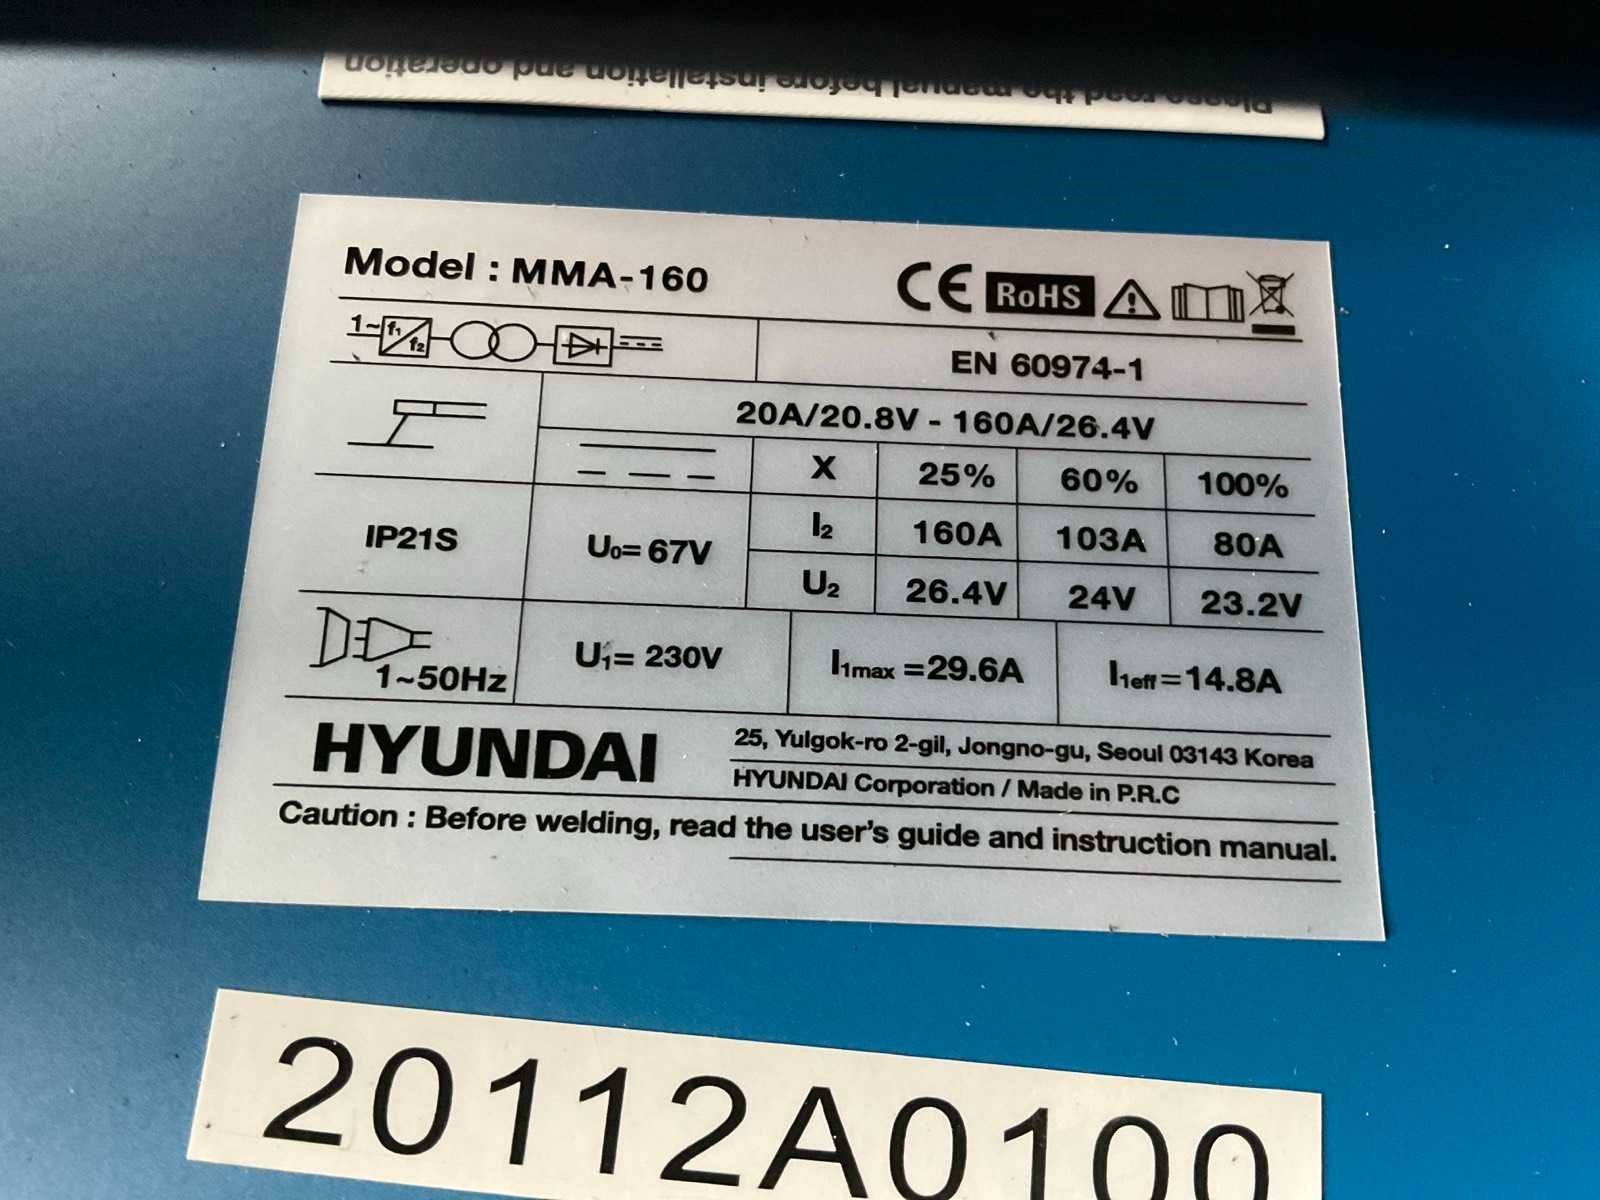 Please read the manual before installation and operation
Model : MMA-160
CE RoHS
1~ f1 f2
EN 60974-1
20A/20.8V - 160A/26.4V
X 25% 60% 100%
IP21S
U0= 67V
I2 160A 103A 80A
U2 26.4V 24V 23.2V
1~50Hz
U1= 230V
I1max =29.6A
I1eff=14.8A
HYUNDAI
25, Yulgok-ro 2-gil, Jongno-gu, Seoul 03143 Korea
HYUNDAI Corporation / Made in P.R.C
Caution : Before welding, read the user's guide and instruction manual.
20112A0100